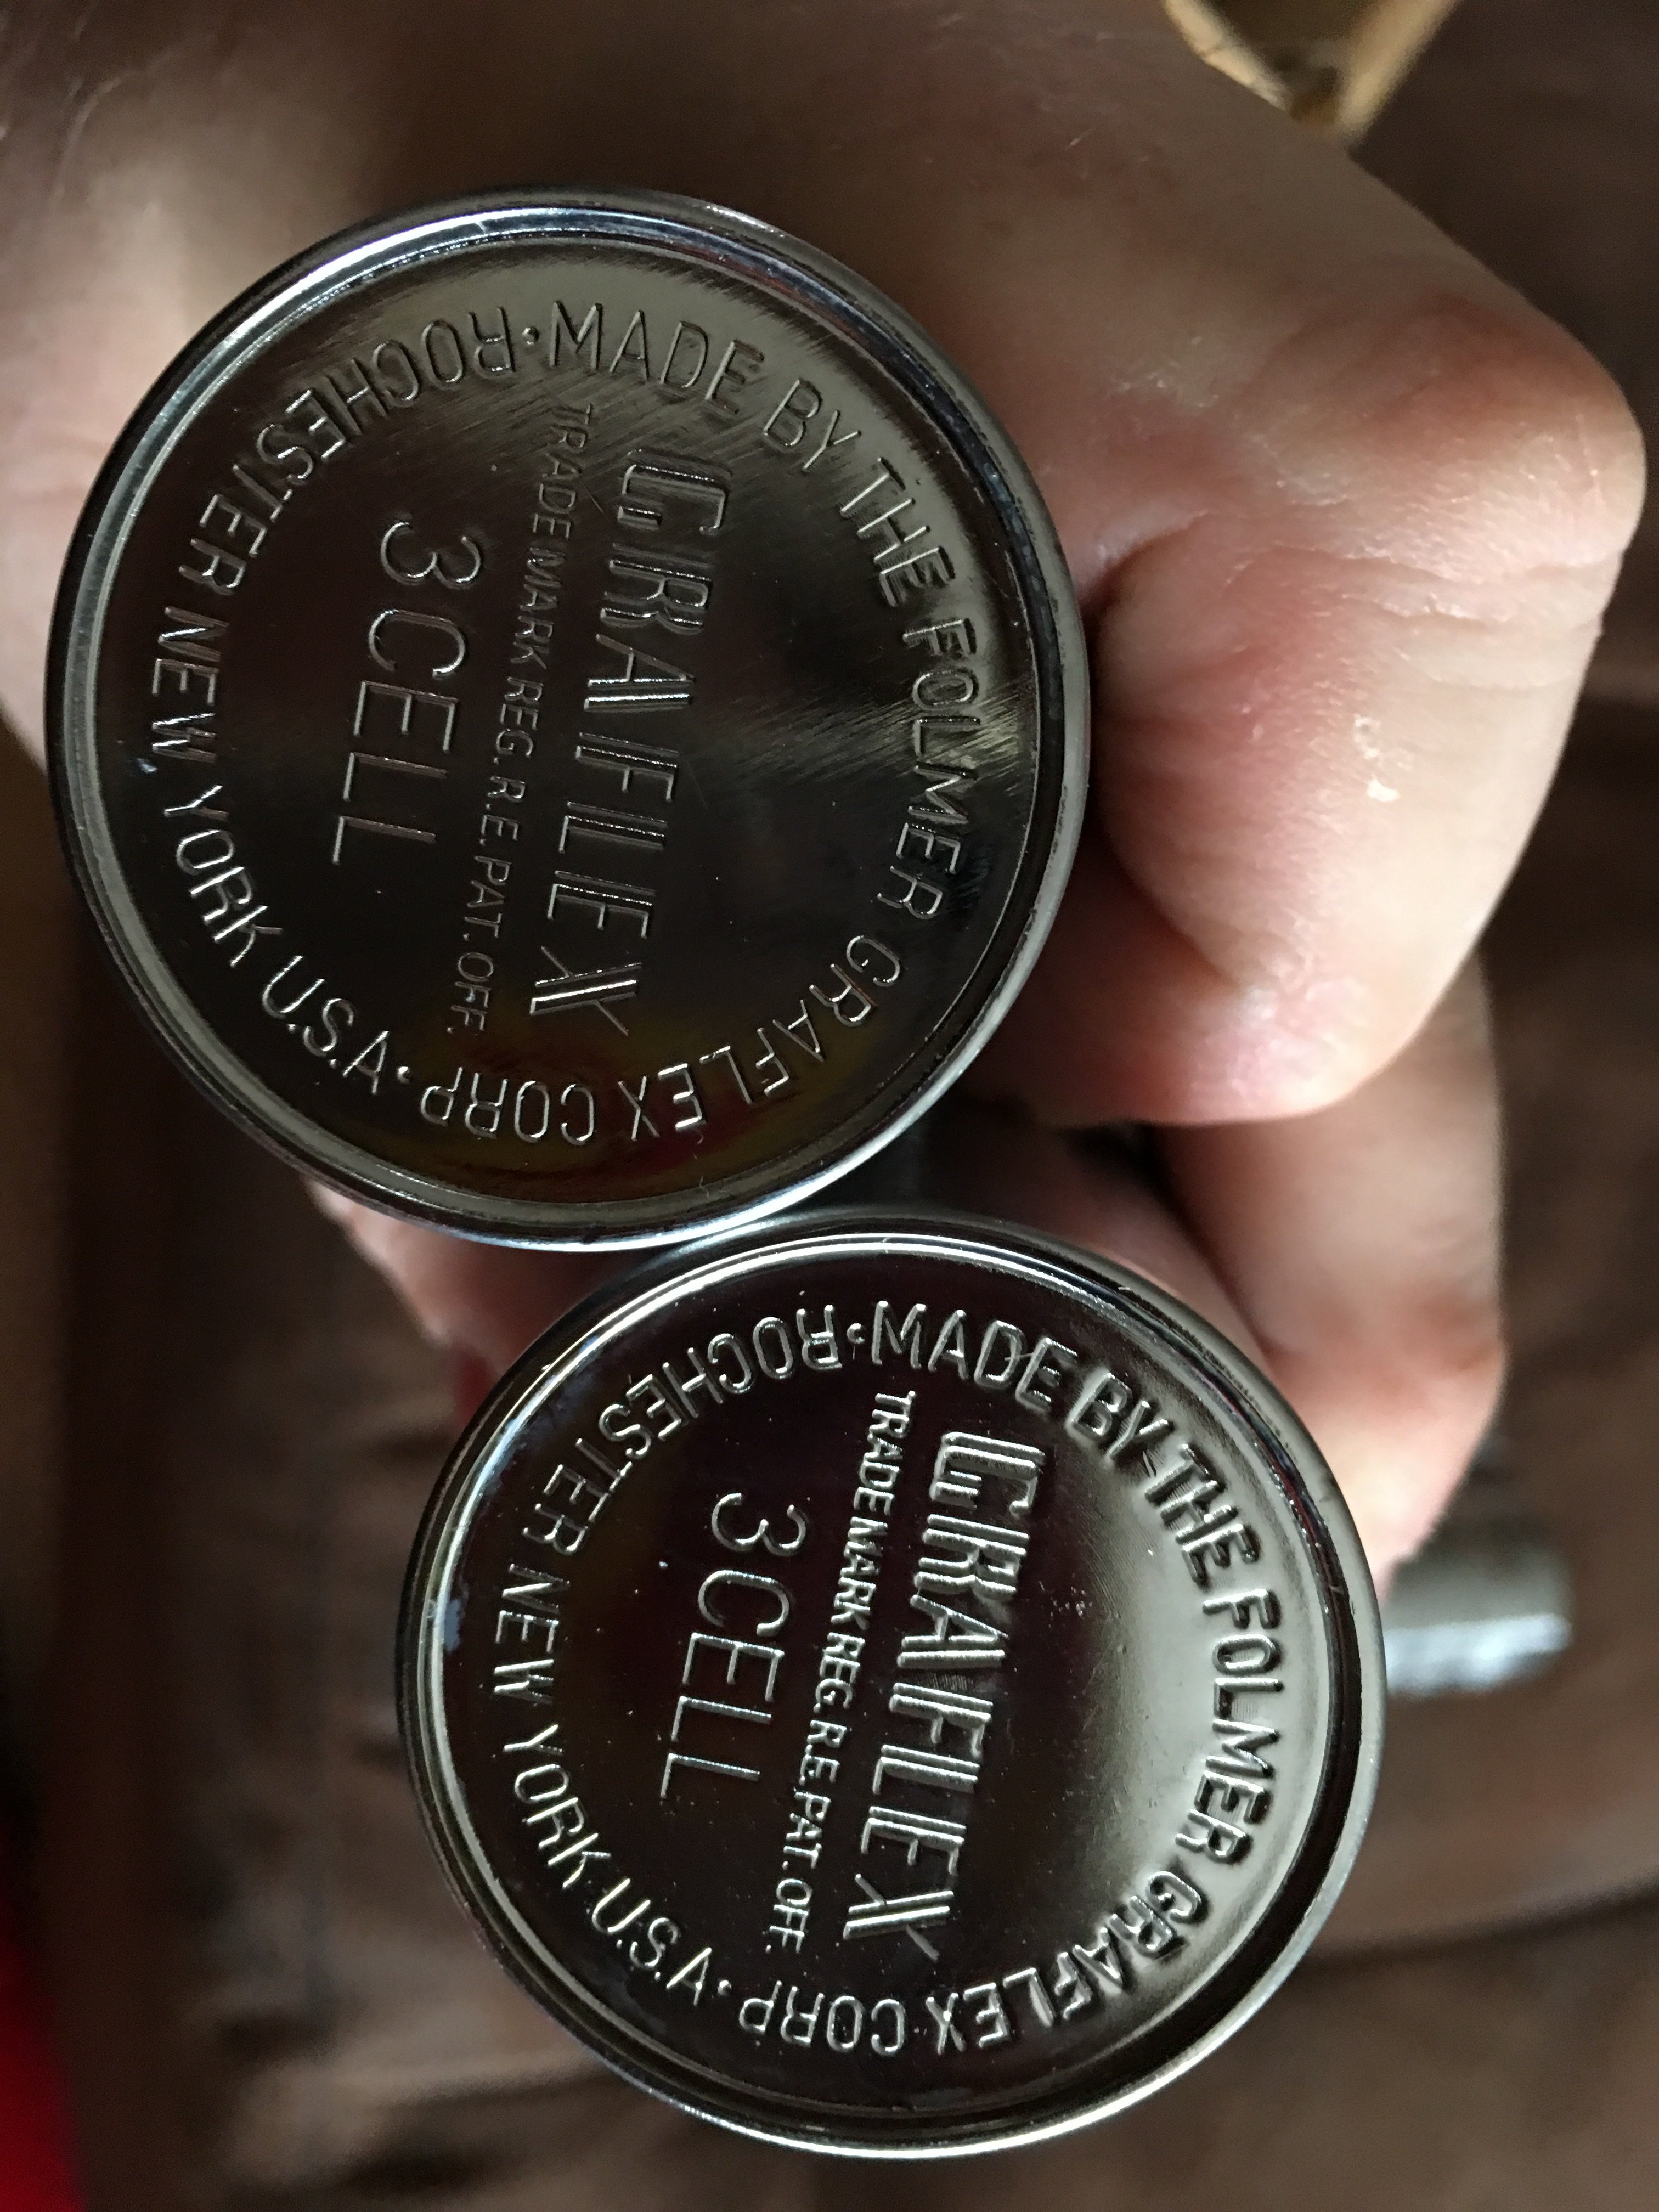 ·MADE BY THE FOLMER GRAFLEX CORP.
GRAFLEX
TRADE MARK REG. R.E. PAT. OFF.
3 CELL
ROCHESTER NEW YORK U.S.A·
·MADE BY THE FOLMER GRAFLEX CORP
GRAFLEX
TRADE MARK REG. R.E. PAT. OFF.
3 CELL
ROCHESTER NEW YORK U.S.A·